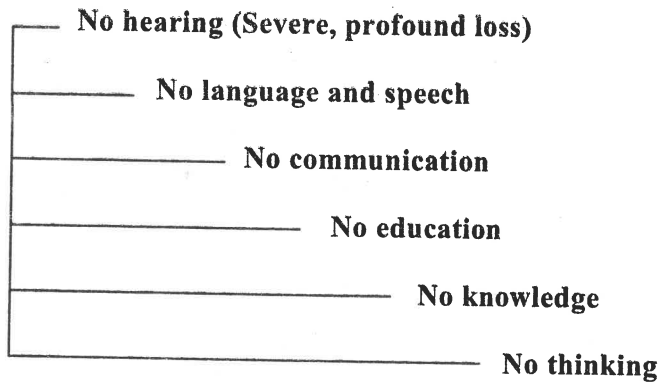 No hearing (Severe, profound loss)
No language and speech
No communication
No education
No knowledge
No thinking